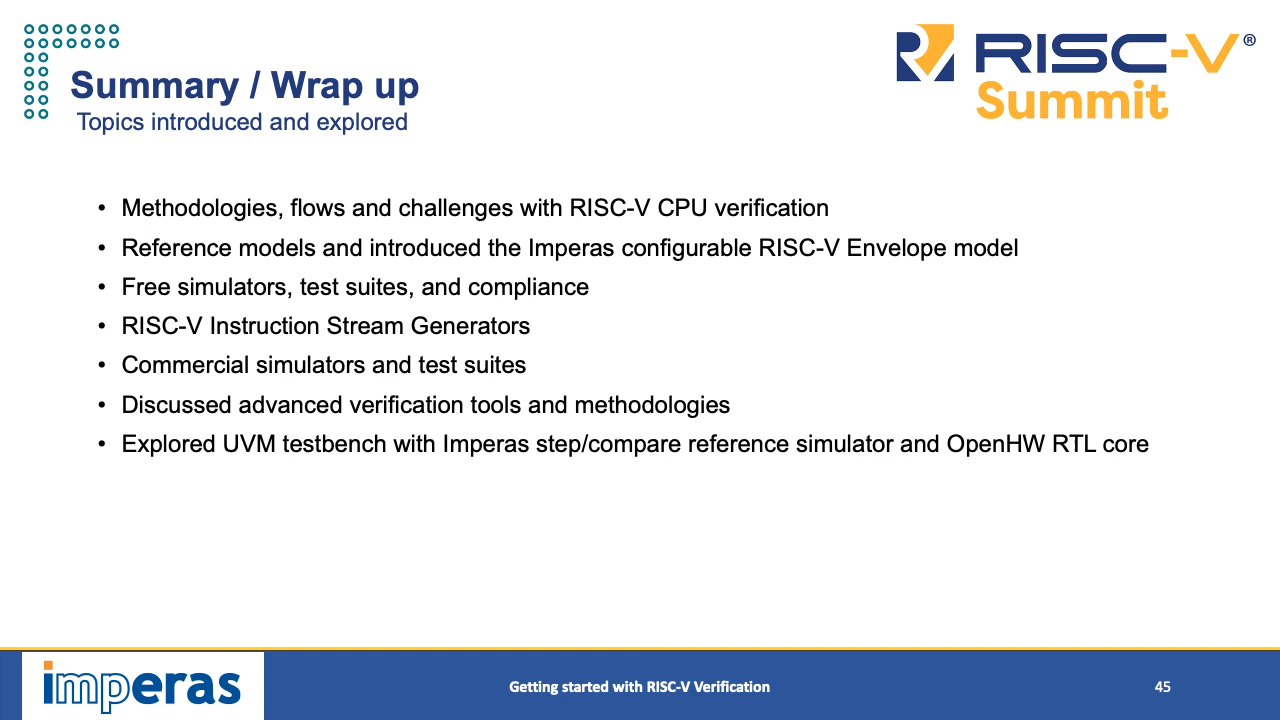 RISC-V®
Summit
Summary / Wrap up
Topics introduced and explored
• Methodologies, flows and challenges with RISC-V CPU verification
• Reference models and introduced the Imperas configurable RISC-V Envelope model
• Free simulators, test suites, and compliance
• RISC-V Instruction Stream Generators
• Commercial simulators and test suites
• Discussed advanced verification tools and methodologies
• Explored UVM testbench with Imperas step/compare reference simulator and OpenHW RTL core
imperas
Getting started with RISC-V Verification
45